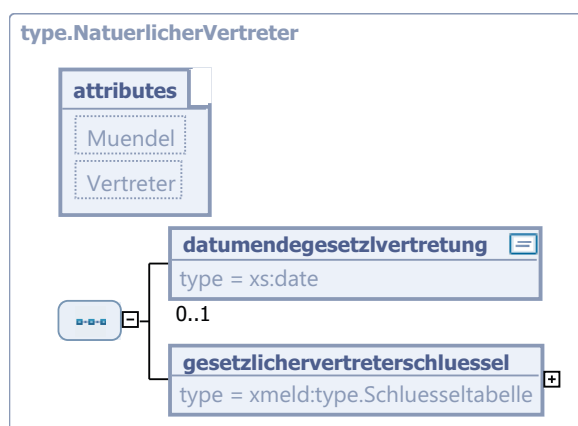 type.NatuerlicherVertreter
attributes
Muendel
Vertreter
datumendegesetzlvertretung
type = xs:date
0..1
gesetzlichervertreterschluessel
type = xmeld:type.Schluesseltabelle